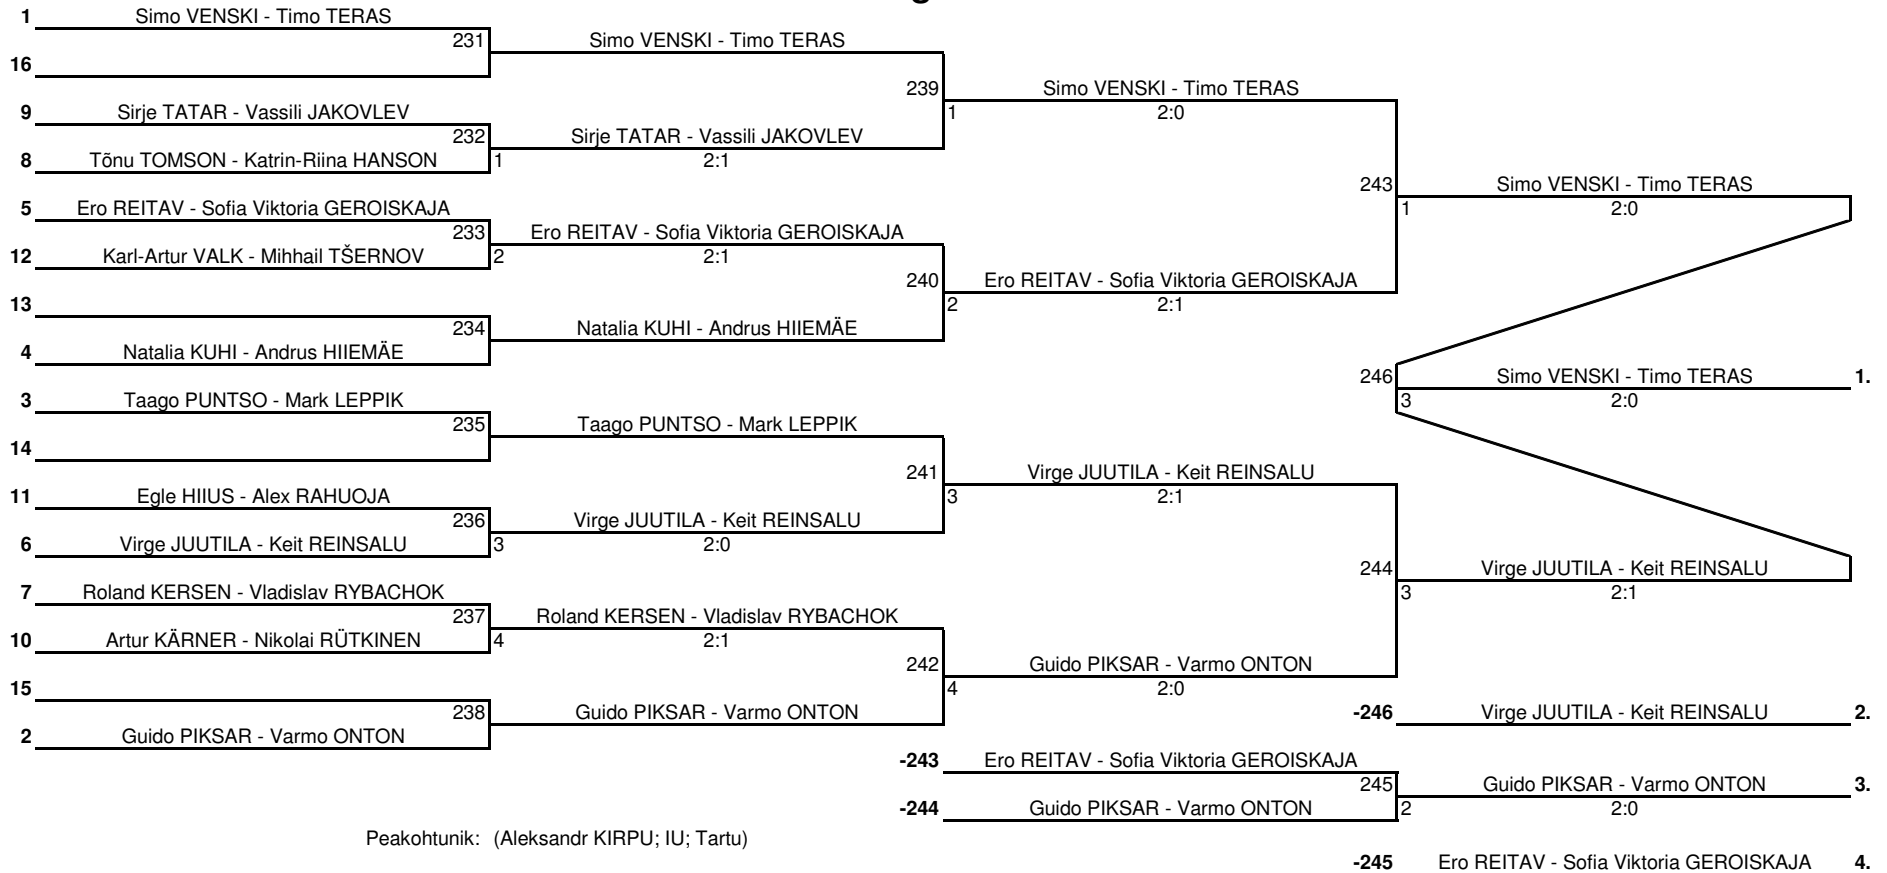 1 Simo VENSKI - Timo TERAS
231 Simo VENSKI - Timo TERAS
16
239 Simo VENSKI - Timo TERAS
9 Sirje TATAR - Vassili JAKOVLEV
1 2:0
232 Sirje TATAR - Vassili JAKOVLEV
8 Tõnu TOMSON - Katrin-Riina HANSON 1 2:1
243 Simo VENSKI - Timo TERAS
5 Ero REITAV - Sofia Viktoria GEROISKAJA 1 2:0
233 Ero REITAV - Sofia Viktoria GEROISKAJA
12 Karl-Artur VALK - Mihhail TŠERNOV 2 2:1
240 Ero REITAV - Sofia Viktoria GEROISKAJA
13 2 2:1
234 Natalia KUHI - Andrus HIIEMÄE
4 Natalia KUHI - Andrus HIIEMÄE
246 Simo VENSKI - Timo TERAS 1.
3 Taago PUNTSO - Mark LEPPIK 3 2:0
235 Taago PUNTSO - Mark LEPPIK
14
241 Virge JUUTILA - Keit REINSALU
11 Egle HIIUS - Alex RAHUOJA 3 2:1
236 Virge JUUTILA - Keit REINSALU
6 Virge JUUTILA - Keit REINSALU 3 2:0
244 Virge JUUTILA - Keit REINSALU
7 Roland KERSEN - Vladislav RYBACHOK 3 2:1
237 Roland KERSEN - Vladislav RYBACHOK
10 Artur KÄRNER - Nikolai RÜTKINEN 4 2:1
242 Guido PIKSAR - Varmo ONTON
15 4 2:0
238 Guido PIKSAR - Varmo ONTON -246 Virge JUUTILA - Keit REINSALU 2.
2 Guido PIKSAR - Varmo ONTON
-243 Ero REITAV - Sofia Viktoria GEROISKAJA
245 Guido PIKSAR - Varmo ONTON 3.
-244 Guido PIKSAR - Varmo ONTON 2 2:0
Peakohtunik: (Aleksandr KIRPU; IU; Tartu)
-245 Ero REITAV - Sofia Viktoria GEROISKAJA 4.